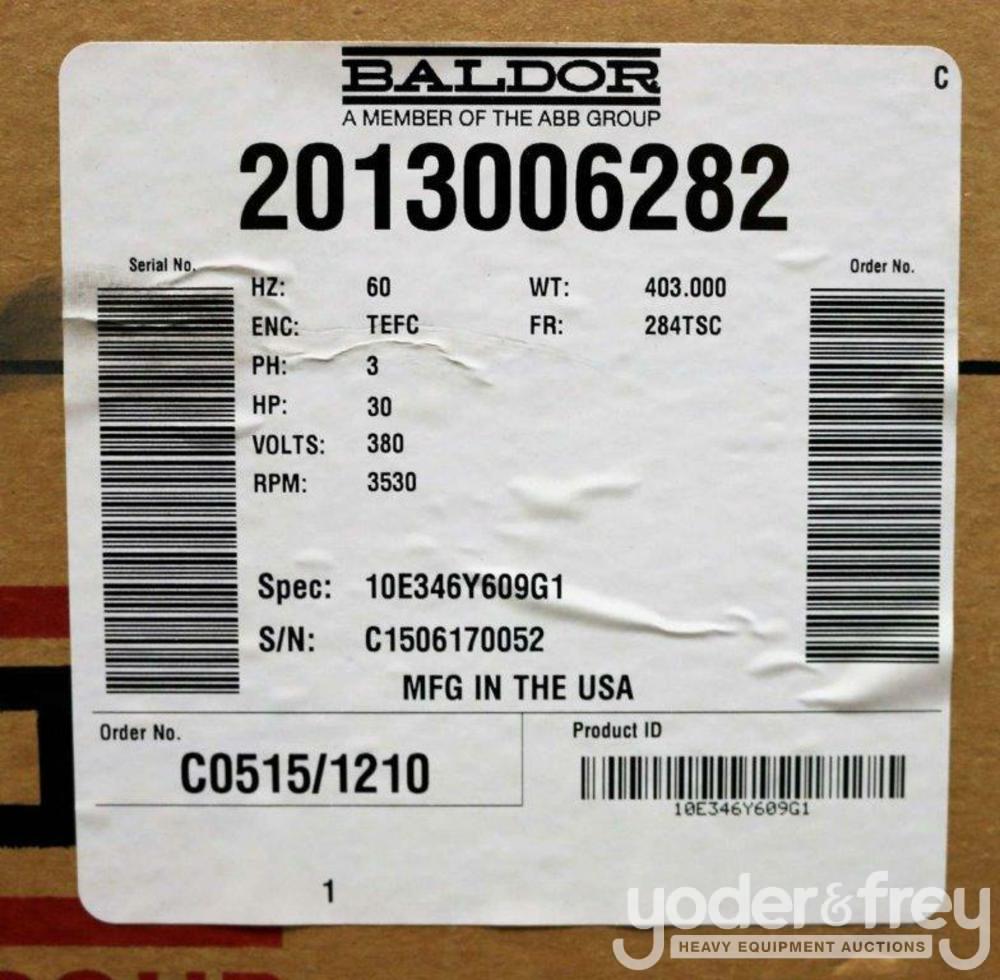 BALDOR
C
A MEMBER OF THE ABB GROUP
2013006282
Serial No.
Order No.
HZ: 60 WT: 403.000
ENC: TEFC FR: 284TSC
PH: 3
HP: 30
VOLTS: 380
RPM: 3530
Spec: 10E346Y609G1
S/N: C1506170052
MFG IN THE USA
Order No.
C0515/1210
Product ID
10E346Y609G1
1
yoder&frey
HEAVY EQUIPMENT AUCTIONS